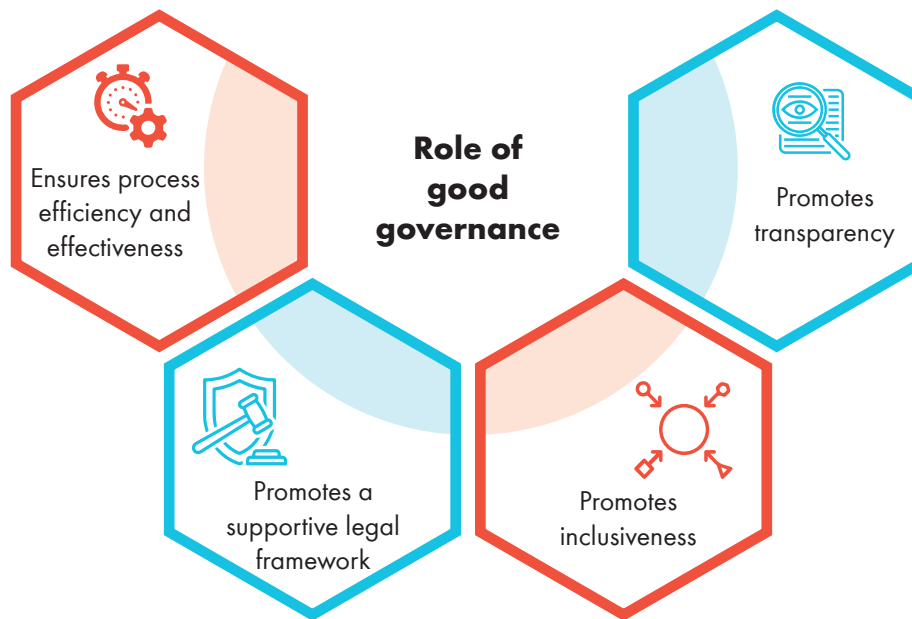 Role of
good
governance
Ensures process
efficiency and
effectiveness
Promotes a
supportive legal
framework
Promotes
inclusiveness
Promotes
transparency